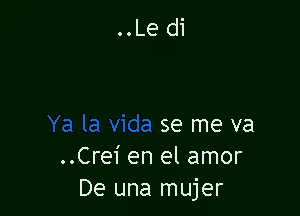 ..Le di
Ya la vida se me va
..Creí en el amor
De una mujer